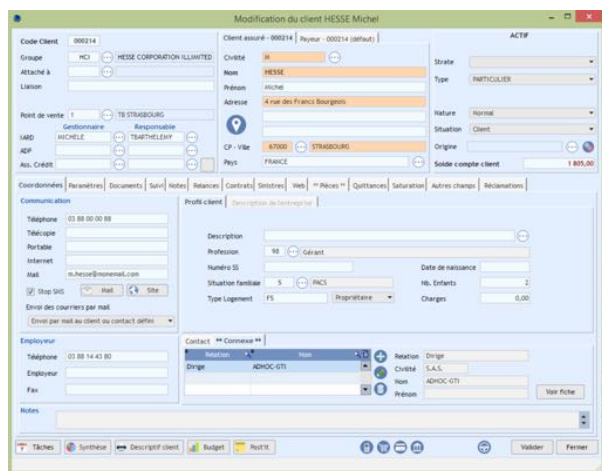 Modification du client HESSE Michel
Code Client 000214
Groupe HCI HESSE CORPORATION ILLIMITED
Attaché à
Liaison
Point de vente 1 TB STRASBOURG
Gestionnaire Responsable
IARD MICHELE TBARTHELEMY
ADP
Ass. Crédit
Client assuré - 000214 Payeur - 000214 (défaut)
Civilité M
Nom HESSE
Prénom Michel
Adresse 4 rue des Francs Bourgeois
CP - Ville 67000 STRASBOURG
Pays FRANCE
ACTIF
Strate
Type PARTICULIER
Nature Normal
Situation Client
Origine
Solde compte client 1 805,00
Coordonnées Paramètres Documents Suivi Notes Relances Contrats Sinistres Web ** Pièces ** Quittances Saturation Autres champs Réclamations
Communication
Téléphone 03 88 00 00 88
Télécopie
Portable
Internet
Mail m.hesse@monemail.com
Stop SMS Mail Site
Envoi des courriers par mail
Envoi par mail au client ou contact défini
Profil client Description de l'entreprise
Description
Profession 98 Gérant
Numéro SS Date de naissance
Situation familiale 5 PACS Nb. Enfants 2
Type Logement F5 Propriétaire Charges 0,00
Employeur
Téléphone 03 88 14 43 80
Employeur
Fax
Contact ** Connexe **
Relation Nom
Dirige ADHOC-GTI
Relation Dirige
Civilité S.A.S.
Nom ADHOC-GTI
Prénom
Voir fiche
Notes
Tâches Synthèse Descriptif client Budget Post'it Valider Fermer